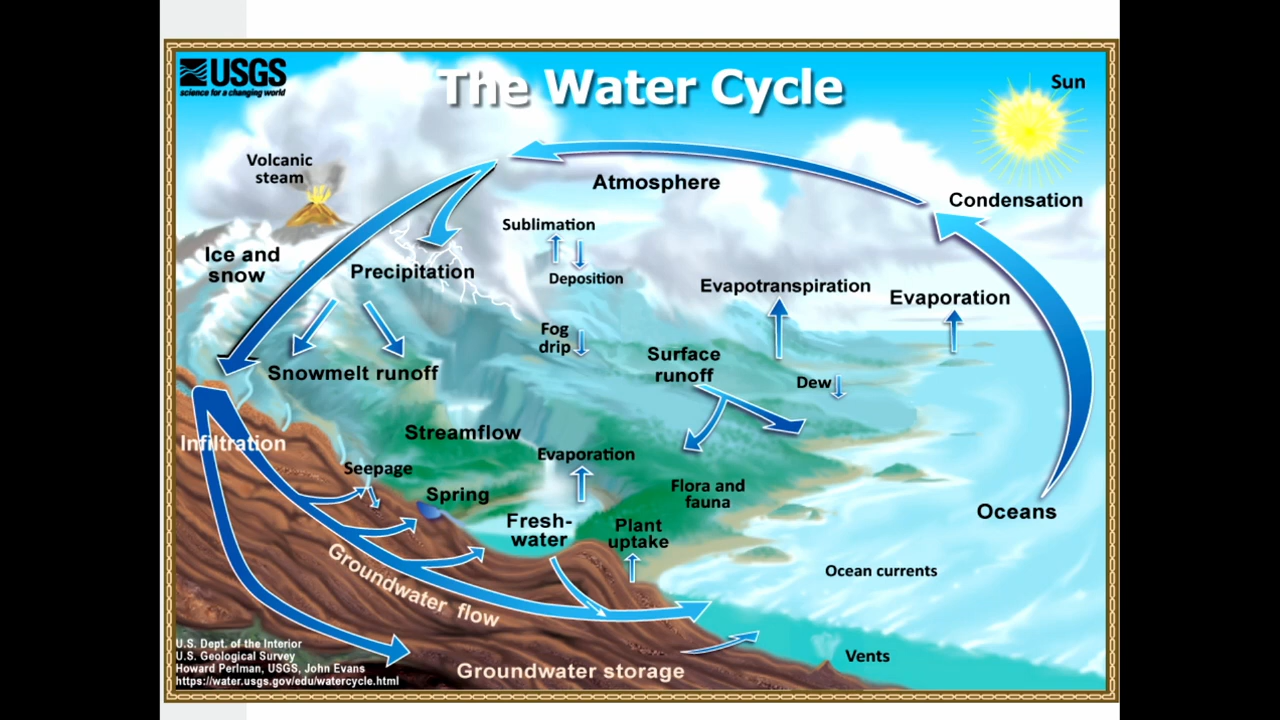 USGS
science for a changing world
The Water Cycle
Sun
Volcanic
steam
Atmosphere
Condensation
Sublimation
Ice and
snow
Precipitation
Deposition
Evapotranspiration
Evaporation
Fog
drip
Surface
runoff
Snowmelt runoff
Dew
Streamflow
Infiltration
Evaporation
Seepage
Spring
Flora and
fauna
Oceans
Fresh-
water
Plant
uptake
Groundwater flow
Ocean currents
U.S. Dept. of the Interior
U.S. Geological Survey
Howard Perlman, USGS, John Evans
https://water.usgs.gov/edu/watercycle.html
Groundwater storage
Vents